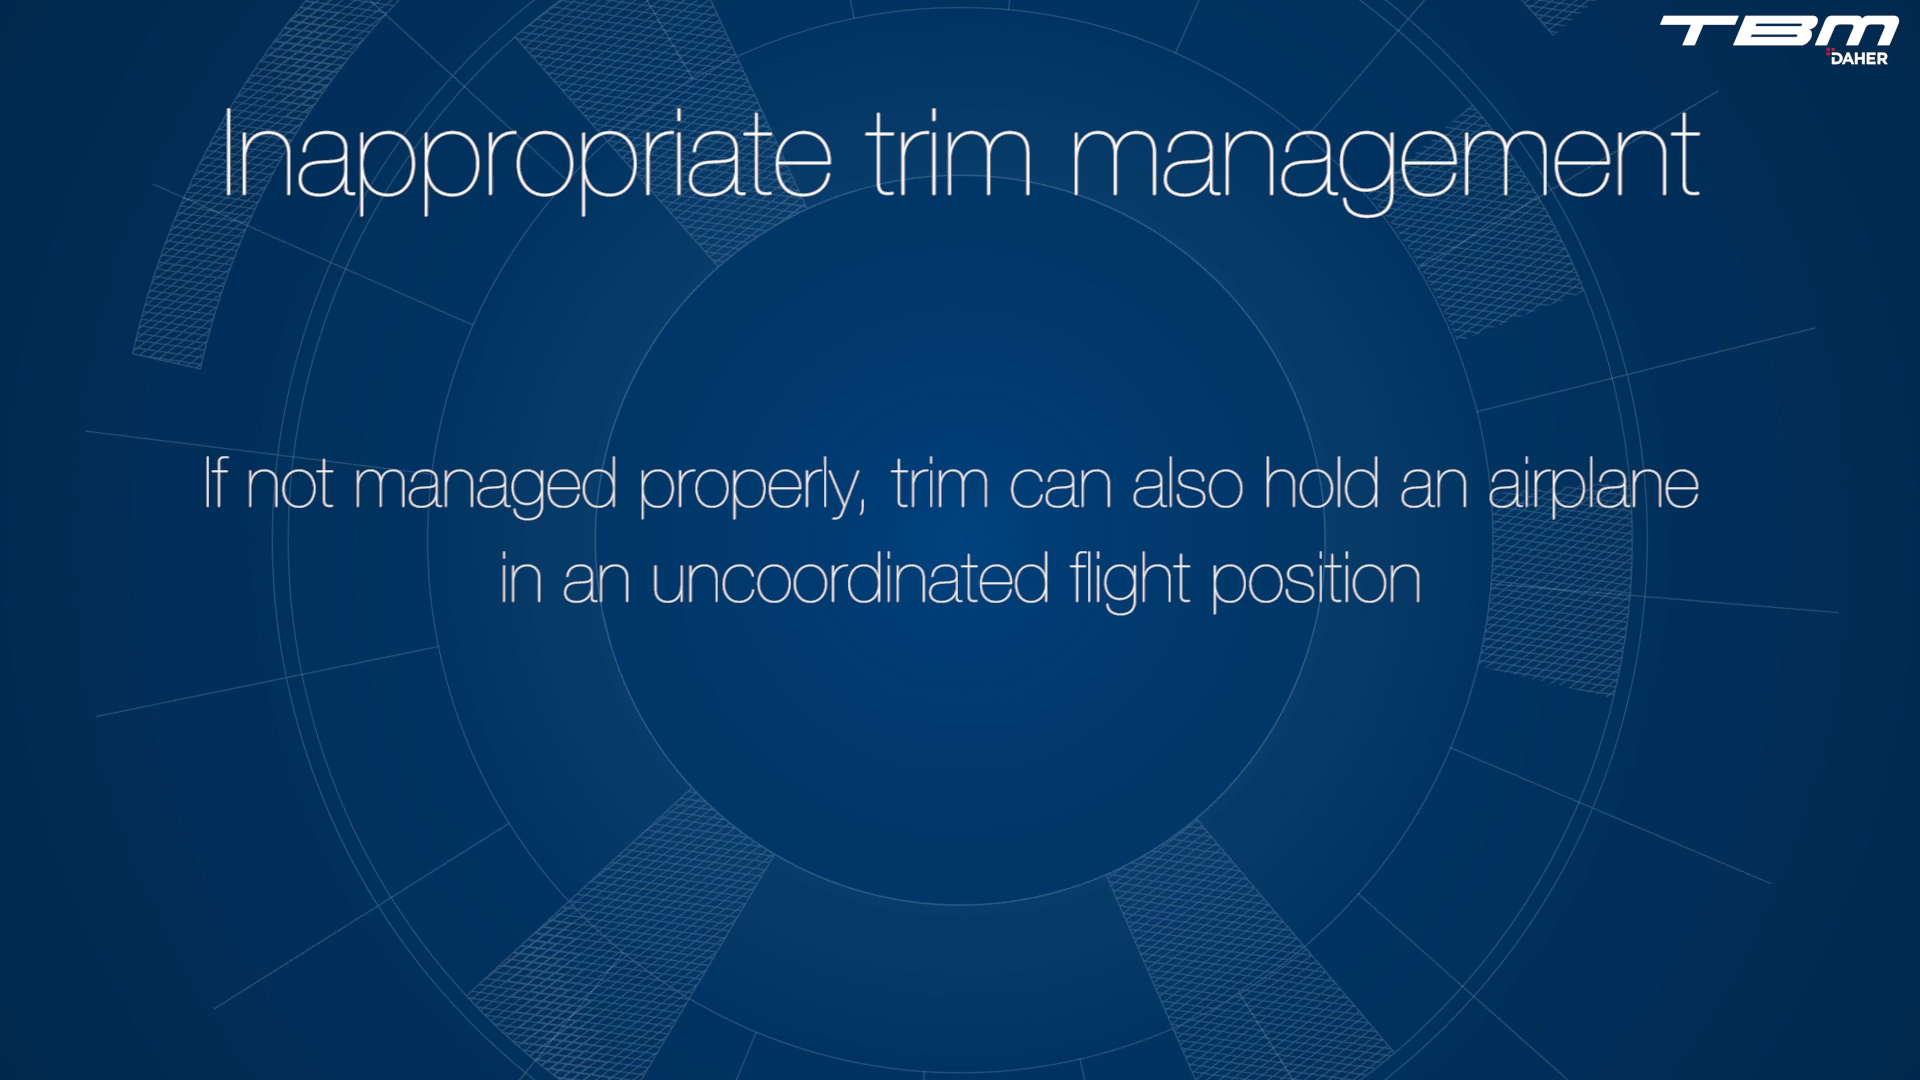 TBM
DAHER
Inappropriate trim management
If not managed properly, trim can also hold an airplane
in an uncoordinated flight position